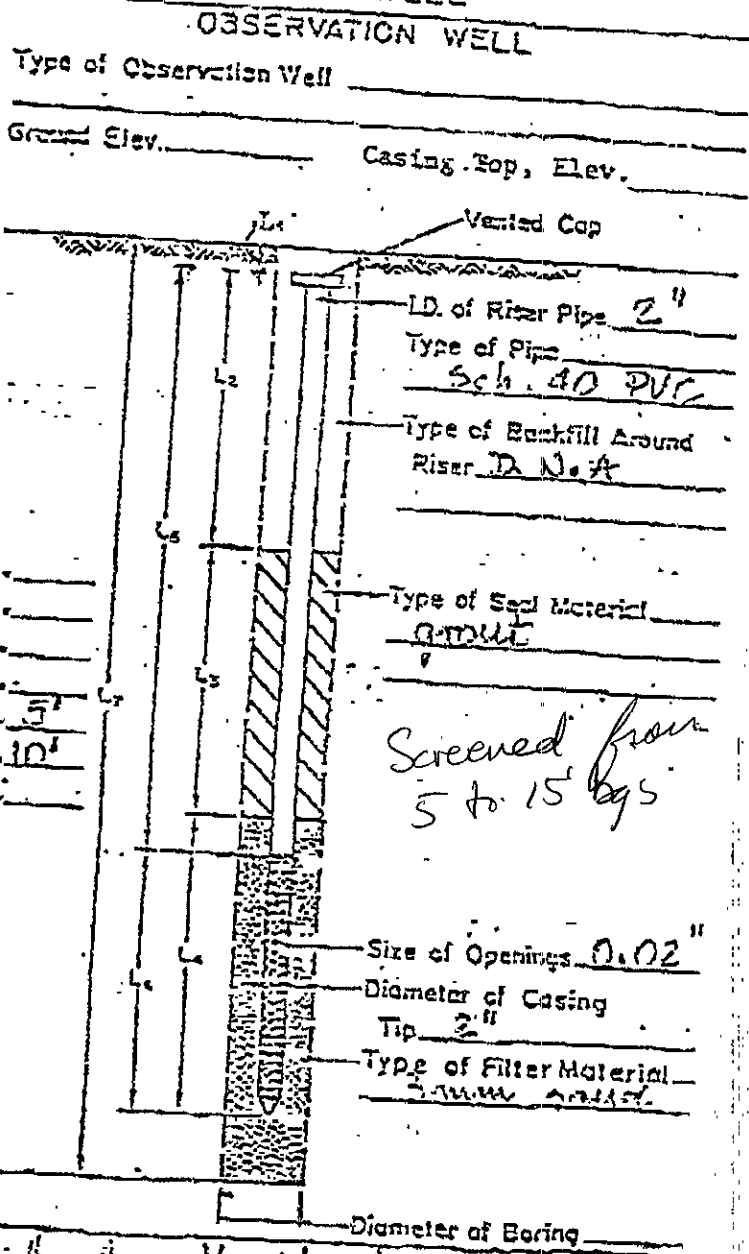 OBSERVATION WELL
Type of Observation Well
Ground Elev.
Casing Top, Elev.
L1
Vented Cap
I.D. of Riser Pipe 2"
Type of Pipe
Sch. 40 PVC
L2
Type of Backfill Around
Riser D.N.A
L5
Type of Seal Material
grout
L3
L7
5'
10'
Screened from
5 to 15' bgs
Size of Openings 0.02"
L6
L4
Diameter of Casing
Tip 2"
Type of Filter Material
sand
Diameter of Boring